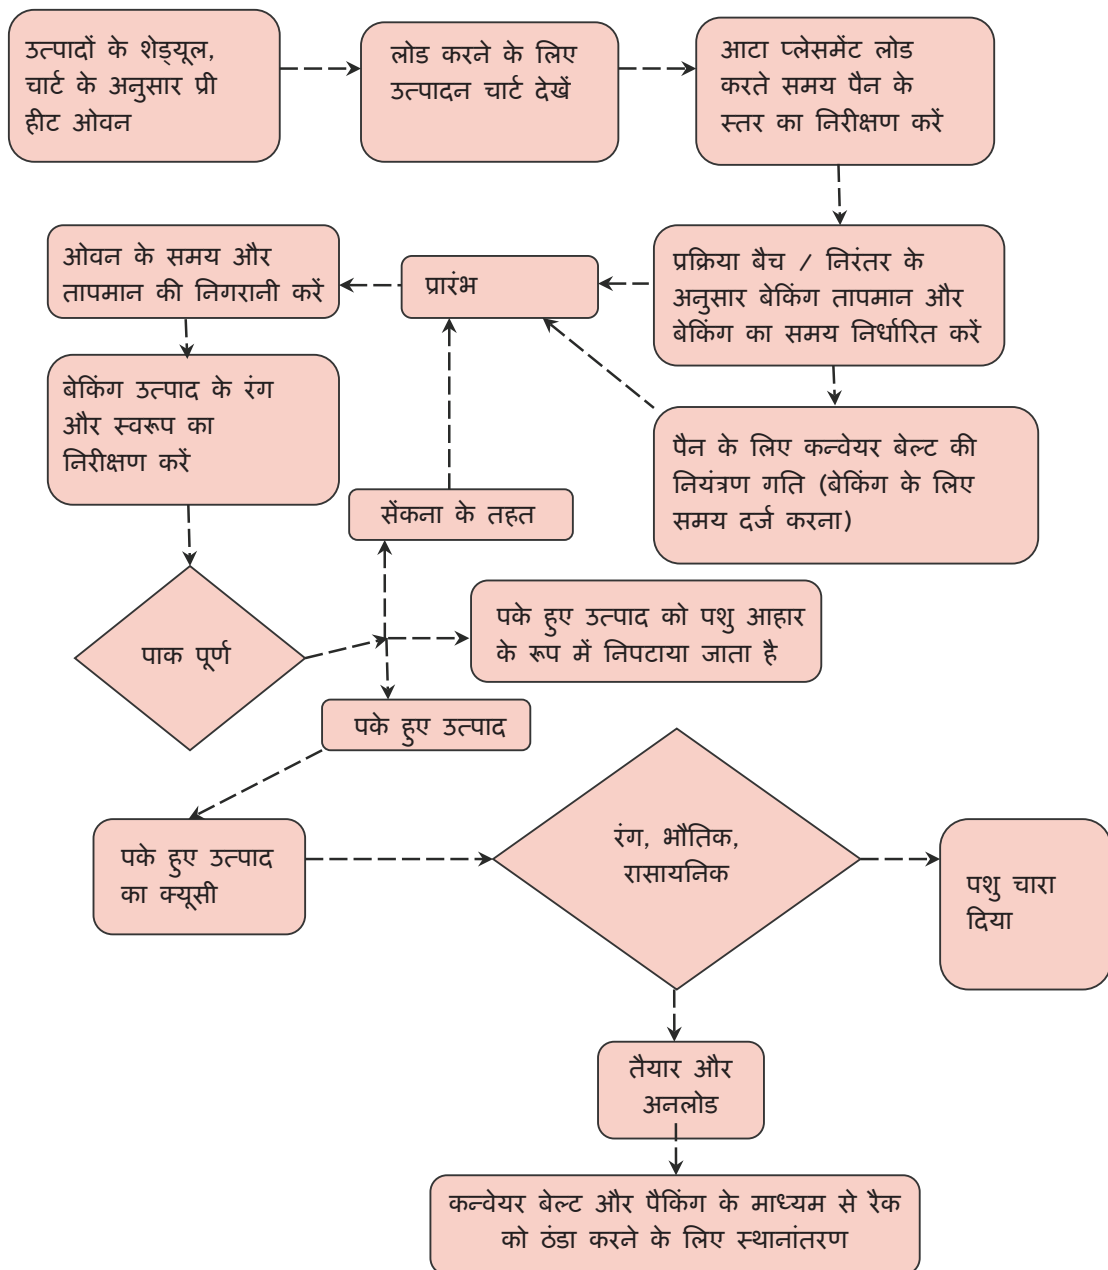 उत्पादों के शेड्यूल,
चार्ट के अनुसार प्री
हीट ओवन
लोड करने के लिए
उत्पादन चार्ट देखें
आटा प्लेसमेंट लोड
करते समय पैन के
स्तर का निरीक्षण करें
प्रक्रिया बैच / निरंतर के
अनुसार बेकिंग तापमान और
बेकिंग का समय निर्धारित करें
प्रारंभ
ओवन के समय और
तापमान की निगरानी करें
बेकिंग उत्पाद के रंग
और स्वरूप का
निरीक्षण करें
पैन के लिए कन्वेयर बेल्ट की
नियंत्रण गति (बेकिंग के लिए
समय दर्ज करना)
सेंकना के तहत
पाक पूर्ण
पके हुए उत्पाद को पशु आहार
के रूप में निपटाया जाता है
पके हुए उत्पाद
पके हुए उत्पाद
का क्यूसी
रंग, भौतिक,
रासायनिक
पशु चारा
दिया
तैयार और
अनलोड
कन्वेयर बेल्ट और पैकिंग के माध्यम से रैक
को ठंडा करने के लिए स्थानांतरण